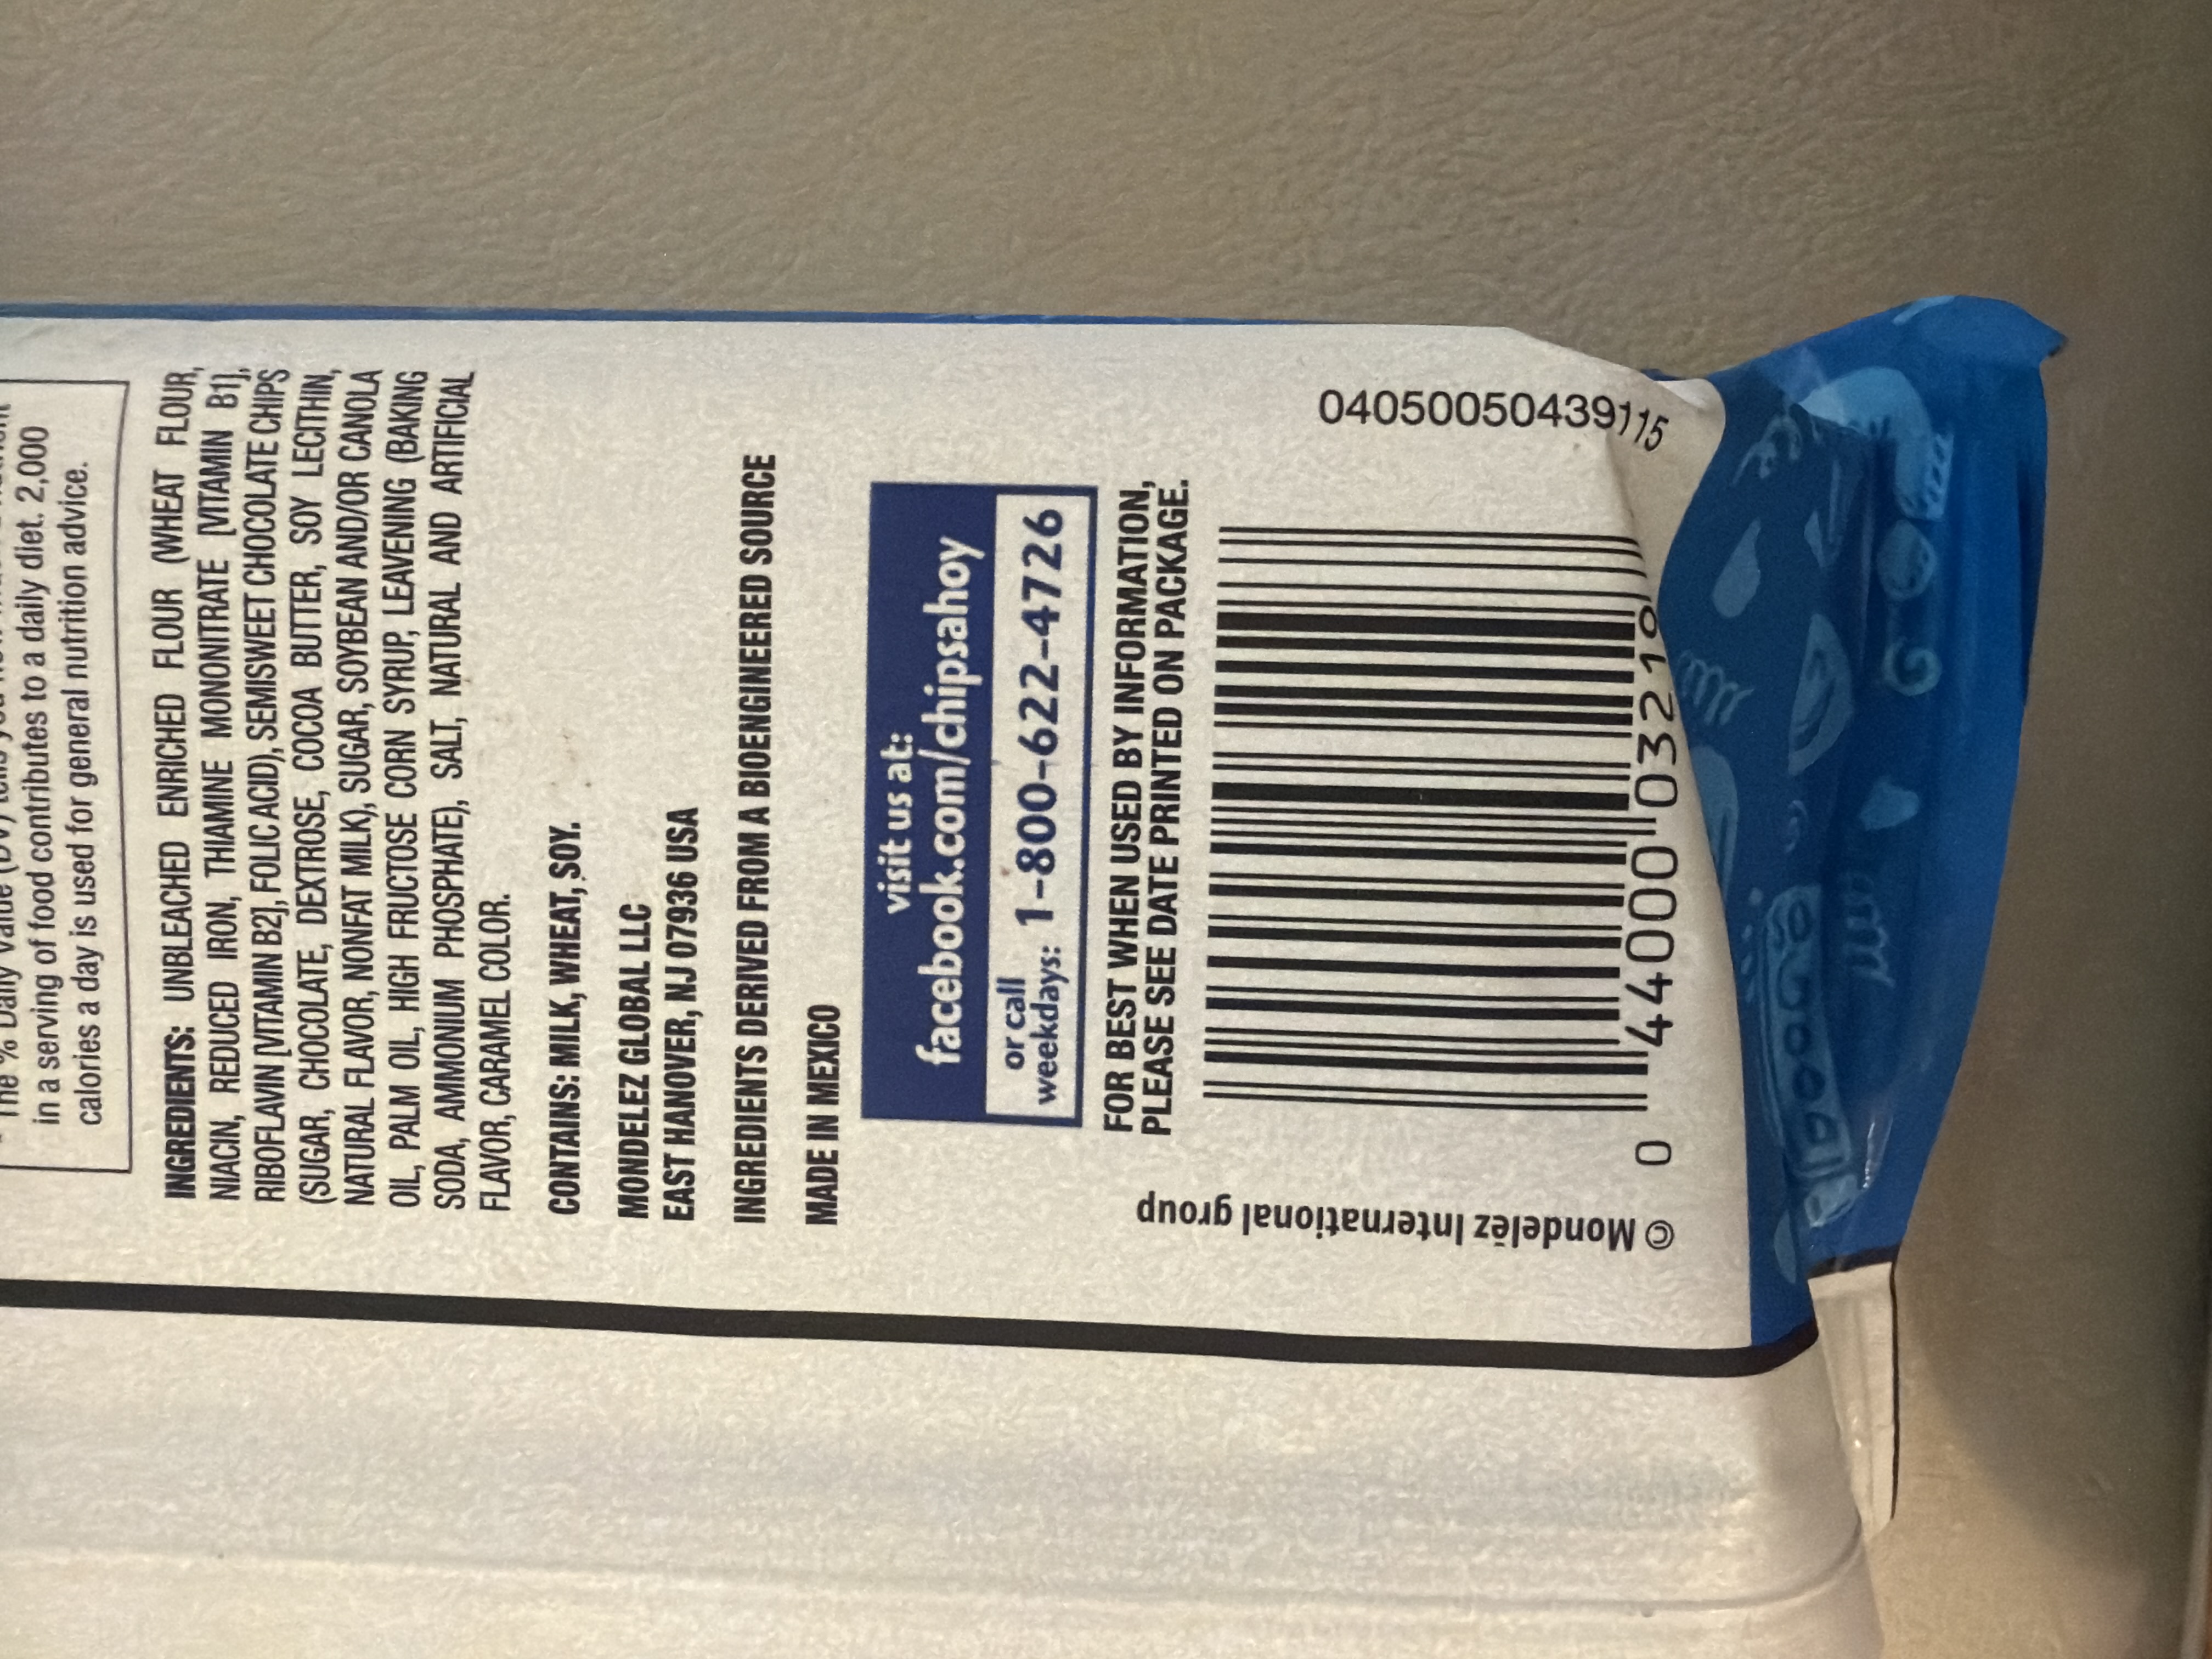 in a serving of food contributes to a daily diet. 2,000
calories a day is used for general nutrition advice.
INGREDIENTS: UNBLEACHED ENRICHED FLOUR (WHEAT FLOUR,
NIACIN, REDUCED IRON, THIAMINE MONONITRATE [VITAMIN B1],
RIBOFLAVIN [VITAMIN B2], FOLIC ACID), SEMISWEET CHOCOLATE CHIPS
(SUGAR, CHOCOLATE, DEXTROSE, COCOA BUTTER, SOY LECITHIN,
NATURAL FLAVOR, NONFAT MILK), SUGAR, SOYBEAN AND/OR CANOLA
OIL, PALM OIL, HIGH FRUCTOSE CORN SYRUP, LEAVENING (BAKING
SODA, AMMONIUM PHOSPHATE), SALT, NATURAL AND ARTIFICIAL
FLAVOR, CARAMEL COLOR.
CONTAINS: MILK, WHEAT, SOY.
MONDELEZ GLOBAL LLC
EAST HANOVER, NJ 07936 USA
INGREDIENTS DERIVED FROM A BIOENGINEERED SOURCE
MADE IN MEXICO
visit us at:
facebook.com/chipsahoy
or call
weekdays: 1-800-622-4726
FOR BEST WHEN USED BY INFORMATION,
PLEASE SEE DATE PRINTED ON PACKAGE.
© Mondelēz International group
0 44000 03219
04050050439115